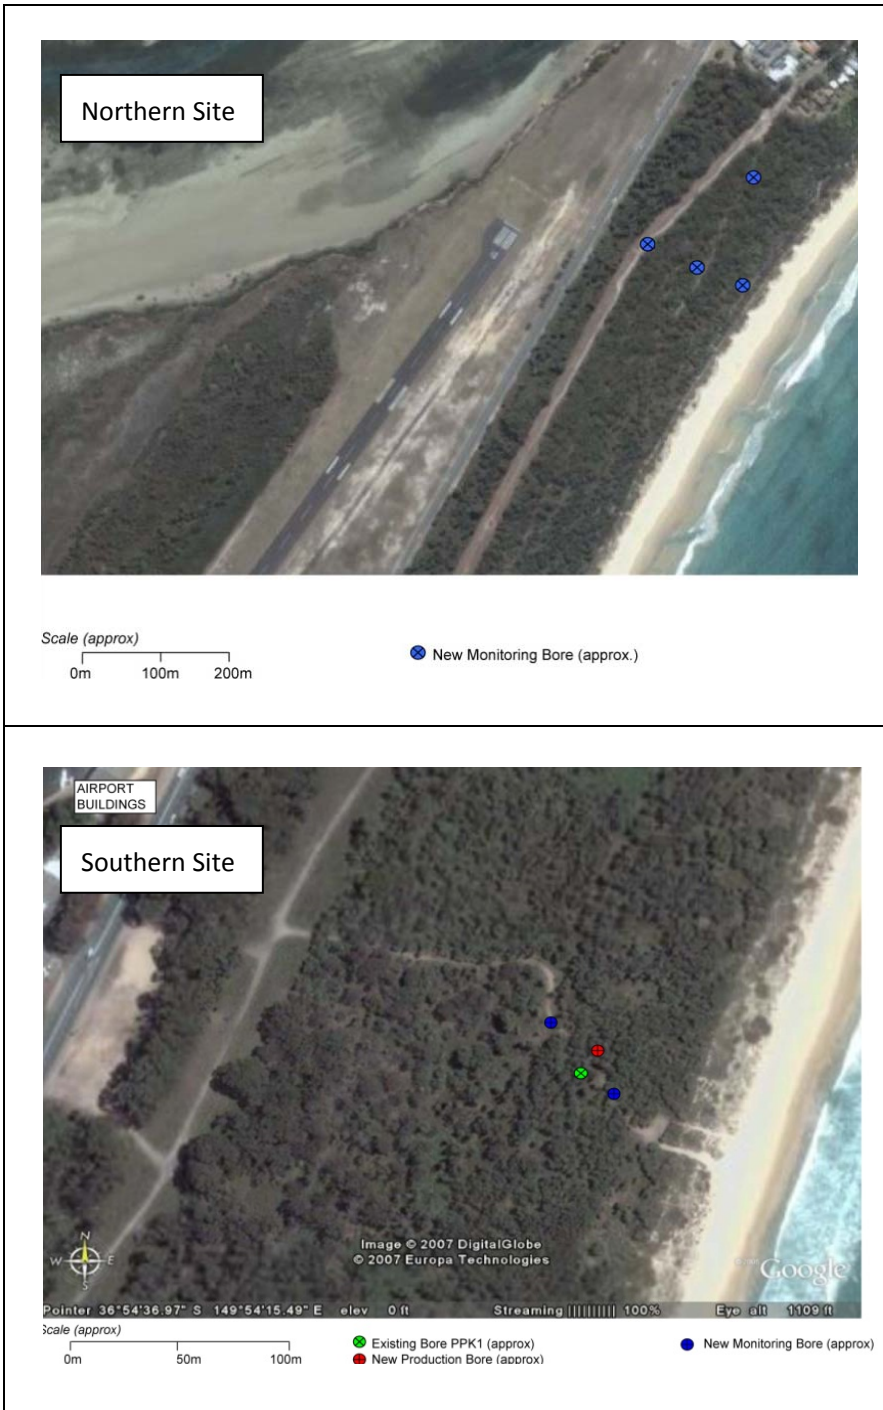 Northern Site
Scale (approx)
0m 100m 200m
New Monitoring Bore (approx.)
AIRPORT
BUILDINGS
Southern Site
N
W E
S
Image © 2007 DigitalGlobe
© 2007 Europa Technologies
Google
Pointer 36°54'36.97" S 149°54'15.49" E elev 0 ft Streaming 100% Eye alt 1109 ft
Scale (approx)
0m 50m 100m
Existing Bore PPK1 (approx)
New Production Bore (approx)
New Monitoring Bore (approx)